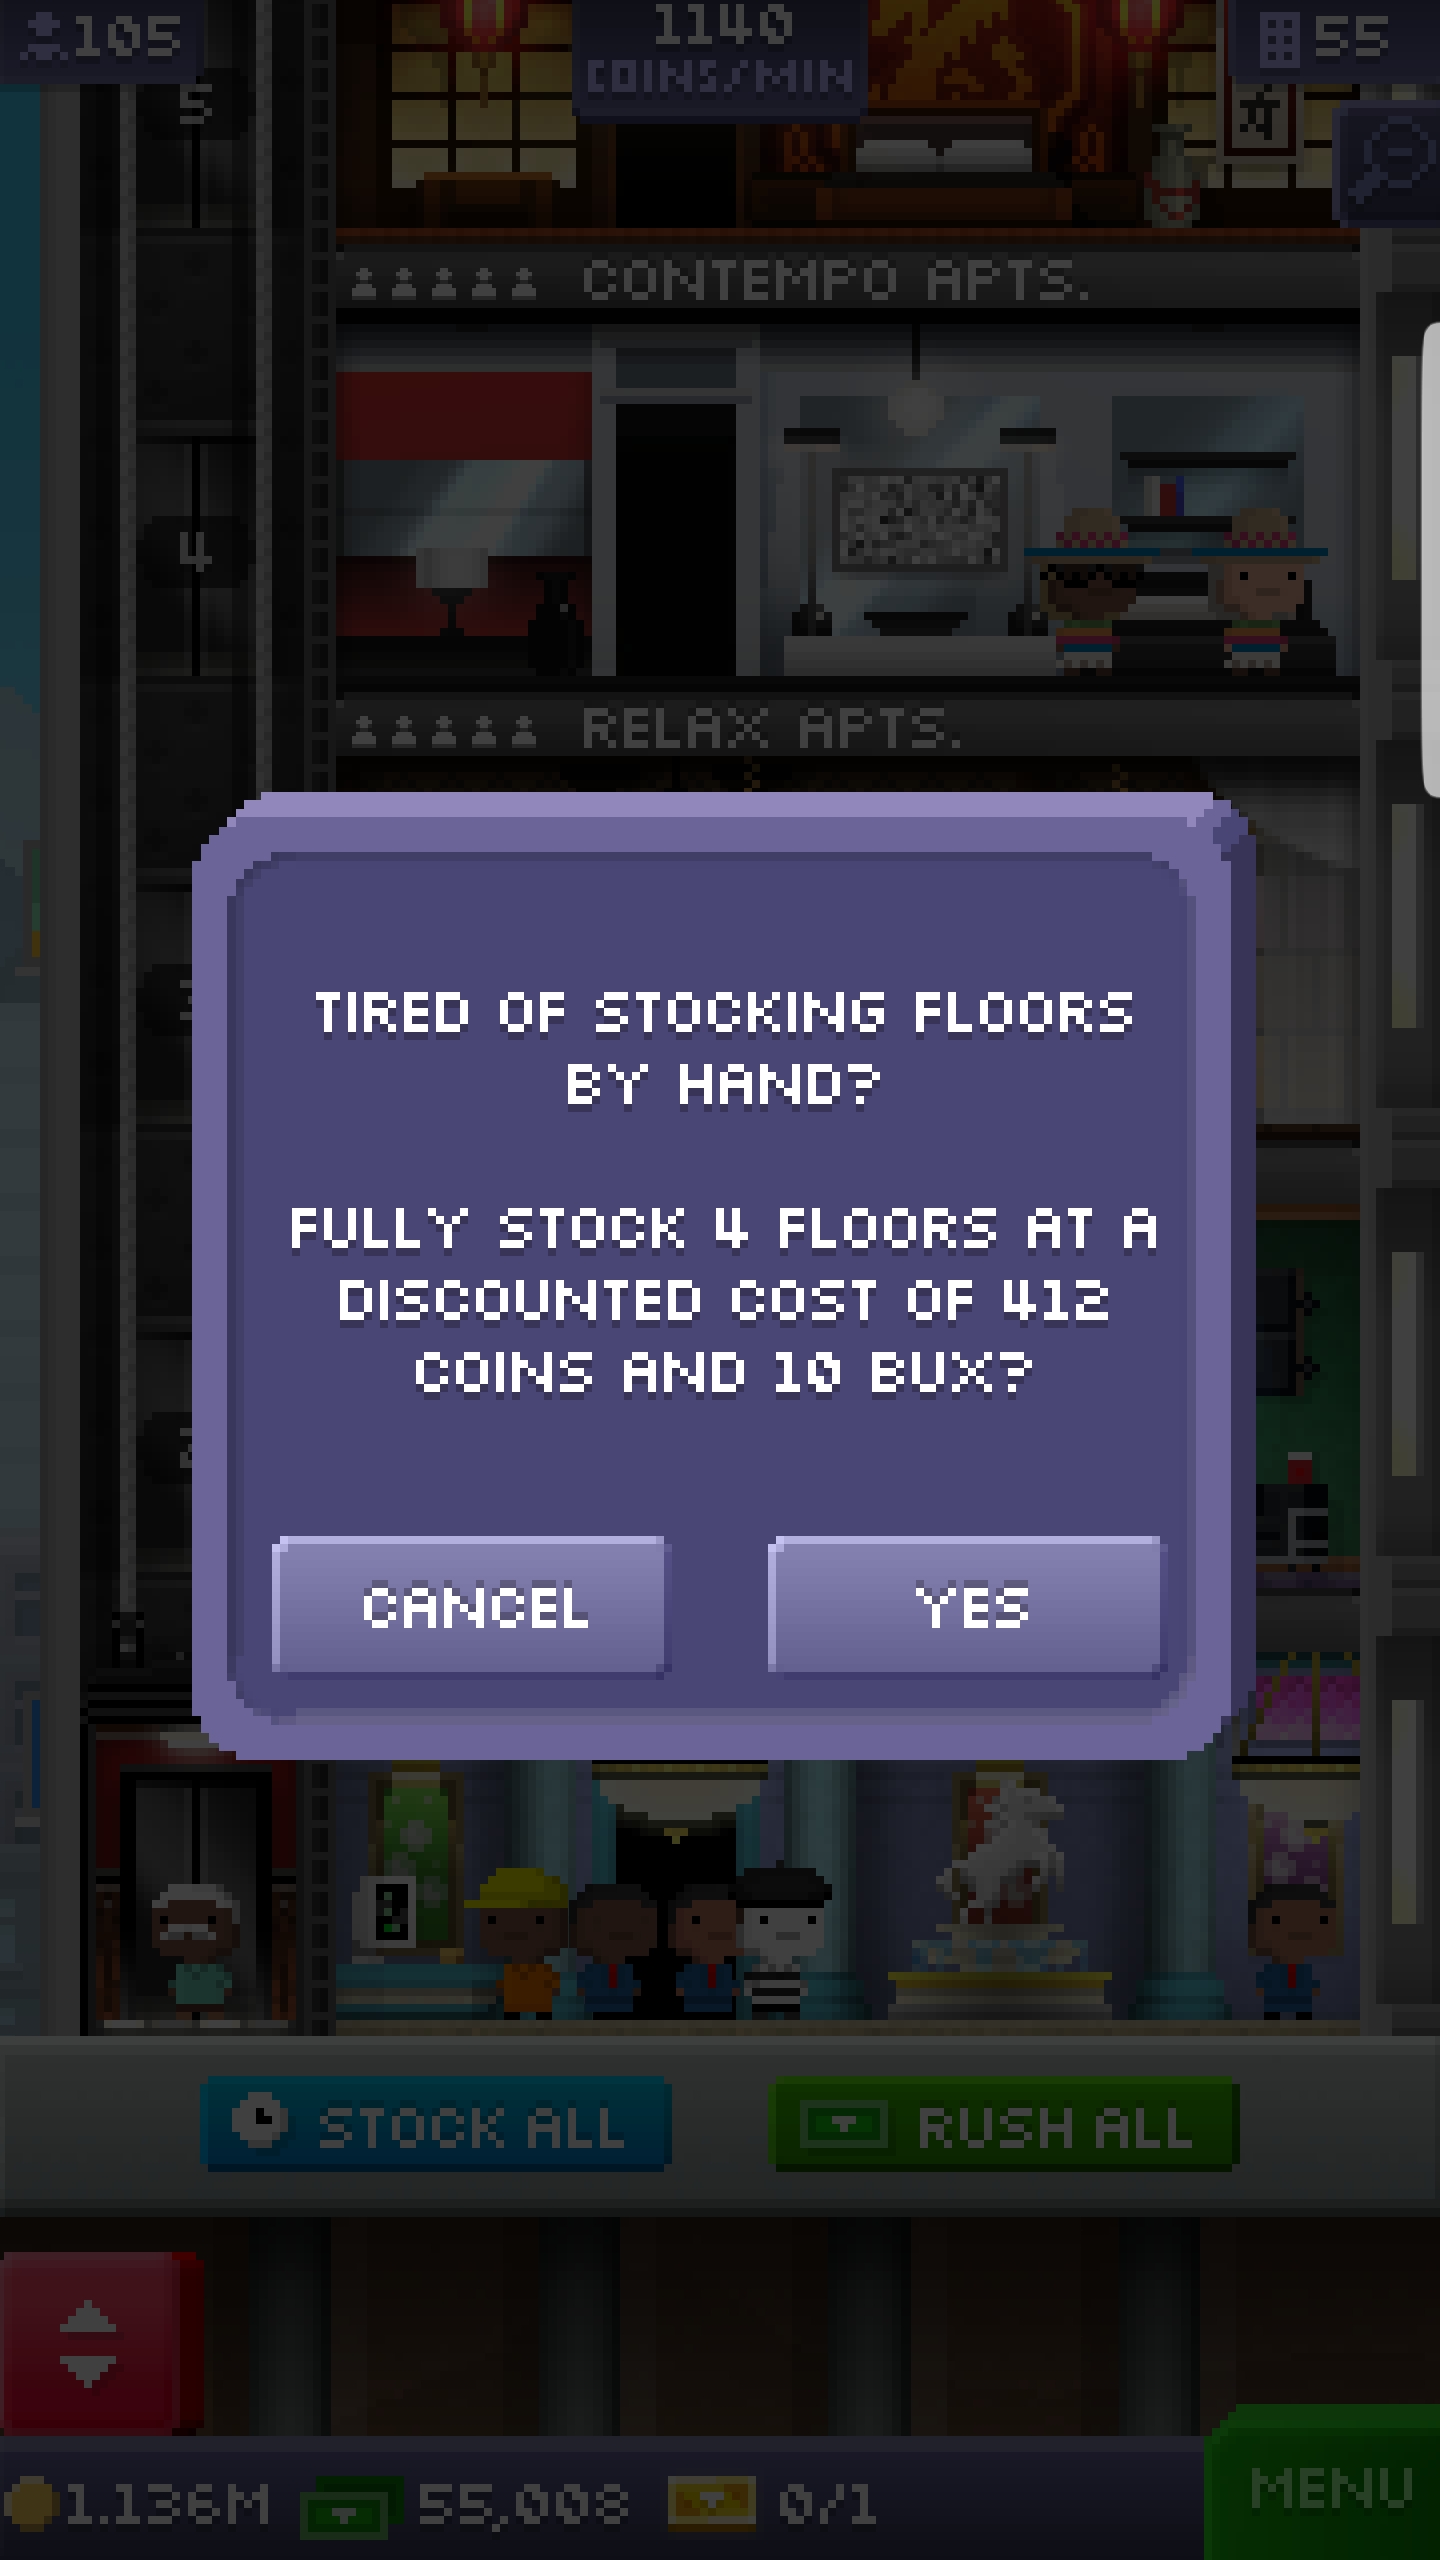 105
1140
COINS/MIN
55
5
CONTEMPO APTS.
4
RELAX APTS.
TIRED OF STOCKING FLOORS
BY HAND?
FULLY STOCK 4 FLOORS AT A
DISCOUNTED COST OF 412
COINS AND 10 BUX?
CANCEL
YES
STOCK ALL
RUSH ALL
1.136M
55,008
0/1
MENU